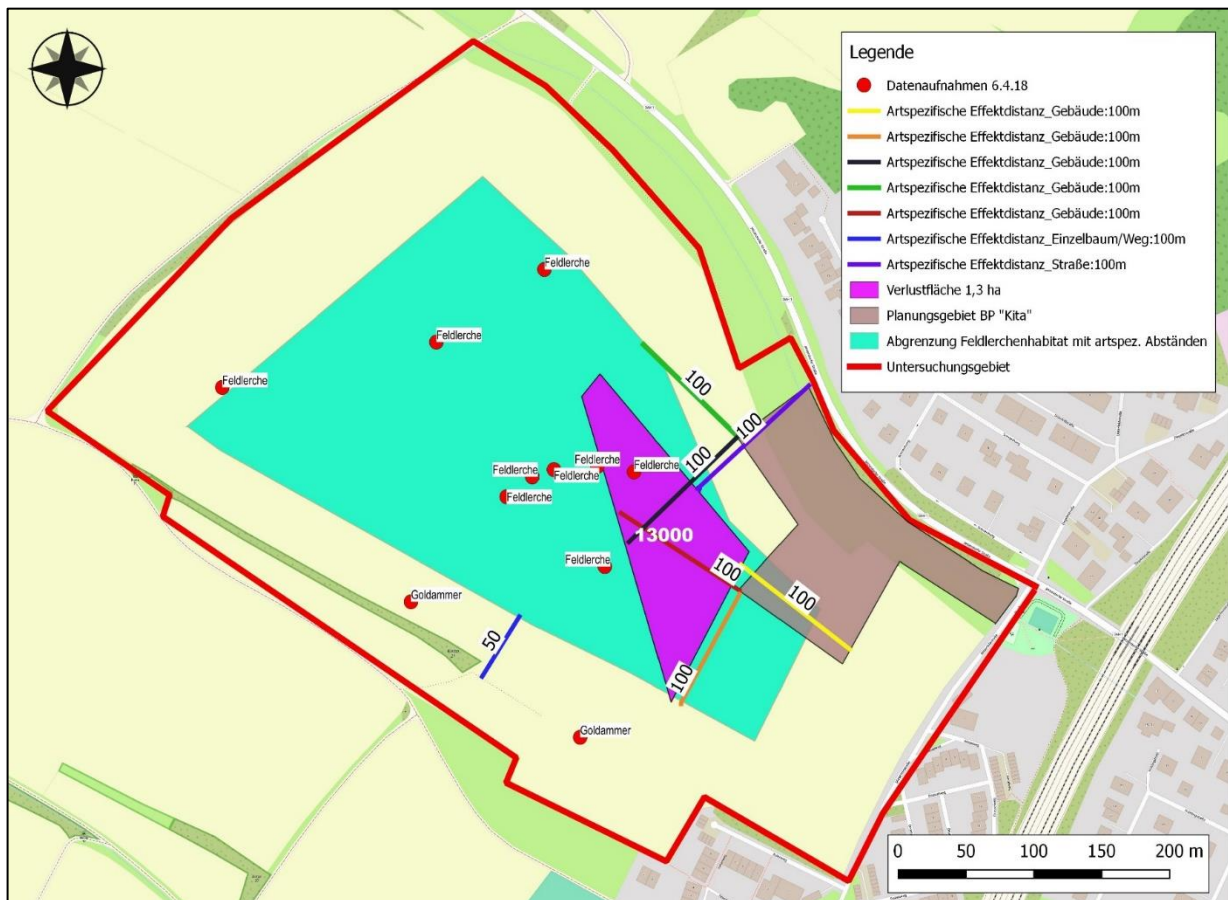 Legende
Datenaufnahmen 6.4.18
Artspezifische Effektdistanz_Gebäude:100m
Artspezifische Effektdistanz_Gebäude:100m
Artspezifische Effektdistanz_Gebäude:100m
Artspezifische Effektdistanz_Gebäude:100m
Artspezifische Effektdistanz_Gebäude:100m
Artspezifische Effektdistanz_Einzelbaum/Weg:100m
Artspezifische Effektdistanz_Straße:100m
Verlustfläche 1,3 ha
Planungsgebiet BP "Kita"
Abgrenzung Feldlerchenhabitat mit artspez. Abständen
Untersuchungsgebiet
Feldlerche
Feldlerche
Feldlerche
100
100
100
Feldlerche
Feldlerche
Feldlerche
Feldlerche
Feldlerche
13000
Feldlerche
100
100
Goldammer
50
100
Goldammer
0 50 100 150 200 m